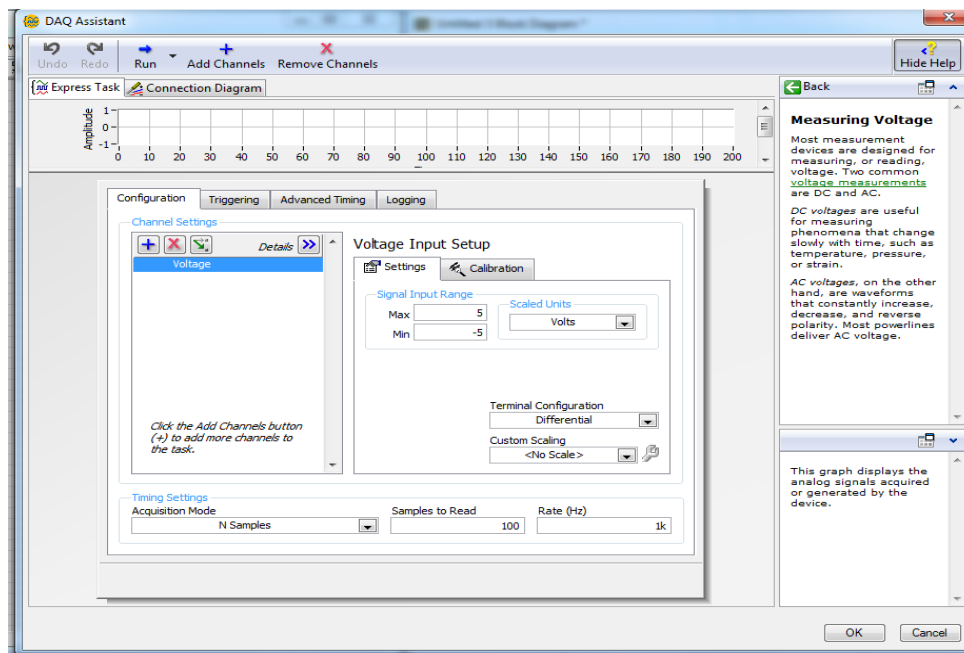 DAQ Assistant
Undo Redo Run Add Channels Remove Channels Hide Help
Express Task Connection Diagram
Amplitude
1
0
-1
0 10 20 30 40 50 60 70 80 90 100 110 120 130 140 150 160 170 180 190 200
Configuration Triggering Advanced Timing Logging
Channel Settings
Details
Voltage
Click the Add Channels button
(+) to add more channels to
the task.
Voltage Input Setup
Settings Calibration
Signal Input Range
Max 5
Min -5
Scaled Units
Volts
Terminal Configuration
Differential
Custom Scaling
<No Scale>
Timing Settings
Acquisition Mode Samples to Read Rate (Hz)
N Samples 100 1k
Back
Measuring Voltage
Most measurement
devices are designed for
measuring, or reading,
voltage. Two common
voltage measurements
are DC and AC.
DC voltages are useful
for measuring
phenomena that change
slowly with time, such as
temperature, pressure,
or strain.
AC voltages, on the other
hand, are waveforms
that constantly increase,
decrease, and reverse
polarity. Most powerlines
deliver AC voltage.
This graph displays the
analog signals acquired
or generated by the
device.
OK Cancel